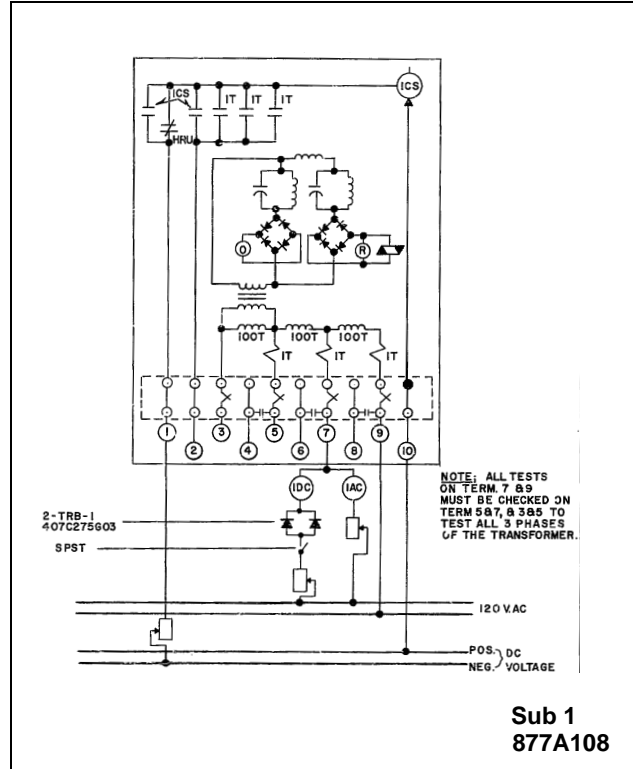 ICS
IT
IT
IT
ICS
HRU
O
R
100T
100T
100T
IT
IT
IT
1
2
3
4
5
6
7
8
9
10
IDC
IAC
NOTE: ALL TESTS
ON TERM. 7 &9
MUST BE CHECKED ON
TERM 5&7, & 3&5 TO
TEST ALL 3 PHASES
OF THE TRANSFORMER.
2-TRB-1
407C275G03
SPST
120 V.AC
POS. DC
NEG. VOLTAGE
Sub 1
877A108